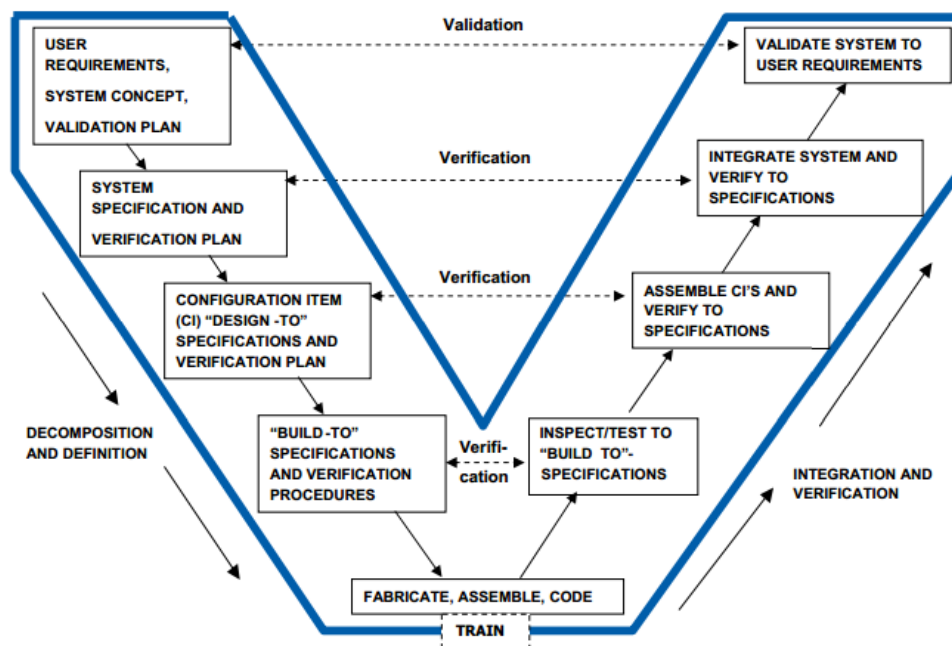 Validation
USER
REQUIREMENTS,
SYSTEM CONCEPT,
VALIDATION PLAN
VALIDATE SYSTEM TO
USER REQUIREMENTS
Verification
SYSTEM
SPECIFICATION AND
VERIFICATION PLAN
INTEGRATE SYSTEM AND
VERIFY TO
SPECIFICATIONS
Verification
CONFIGURATION ITEM
(CI) “DESIGN -TO”
SPECIFICATIONS AND
VERIFICATION PLAN
ASSEMBLE CI'S AND
VERIFY TO
SPECIFICATIONS
DECOMPOSITION
AND DEFINITION
“BUILD-TO”
SPECIFICATIONS
AND VERIFICATION
PROCEDURES
Verifi-
cation
INSPECT/TEST TO
“BUILD TO”-
SPECIFICATIONS
INTEGRATION AND
VERIFICATION
FABRICATE, ASSEMBLE, CODE
TRAIN